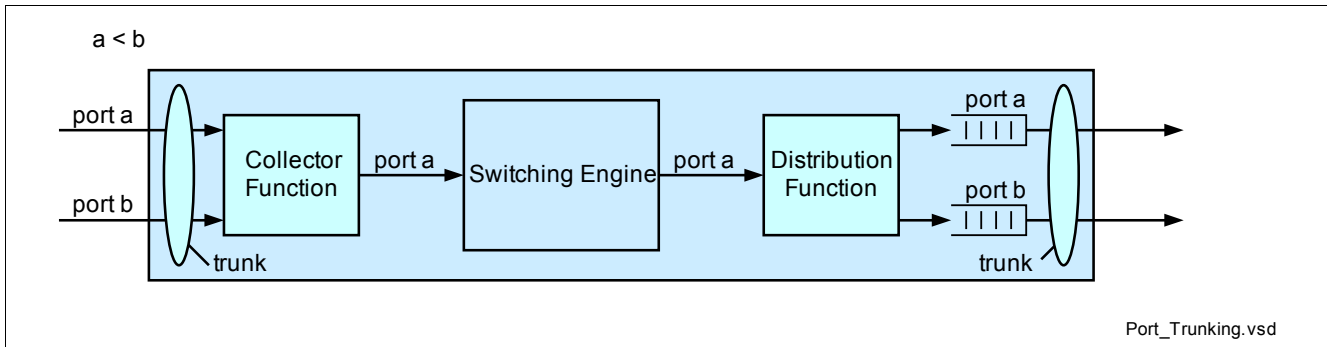 a < b
port a
port b
trunk
Collector
Function
port a
Switching Engine
port a
Distribution
Function
port a
port b
trunk
Port_Trunking.vsd